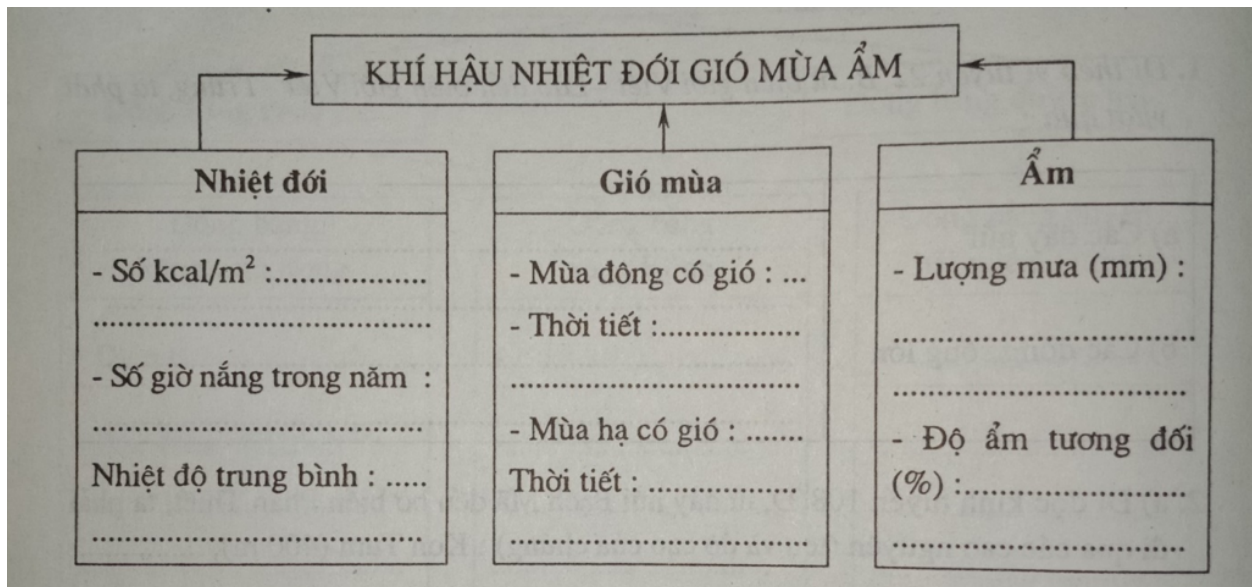 KHÍ HẬU NHIỆT ĐỚI GIÓ MÙA ẨM
Nhiệt đới
- Số kcal/m² :...................
..........................................
- Số giờ nắng trong năm :
..........................................
Nhiệt độ trung bình : .....
..........................................
Gió mùa
- Mùa đông có gió : ...
- Thời tiết :.................
....................................
- Mùa hạ có gió : .......
Thời tiết : ....................
....................................
Ẩm
- Lượng mưa (mm) :
....................................
....................................
- Độ ẩm tương đối
(%) :............................
....................................